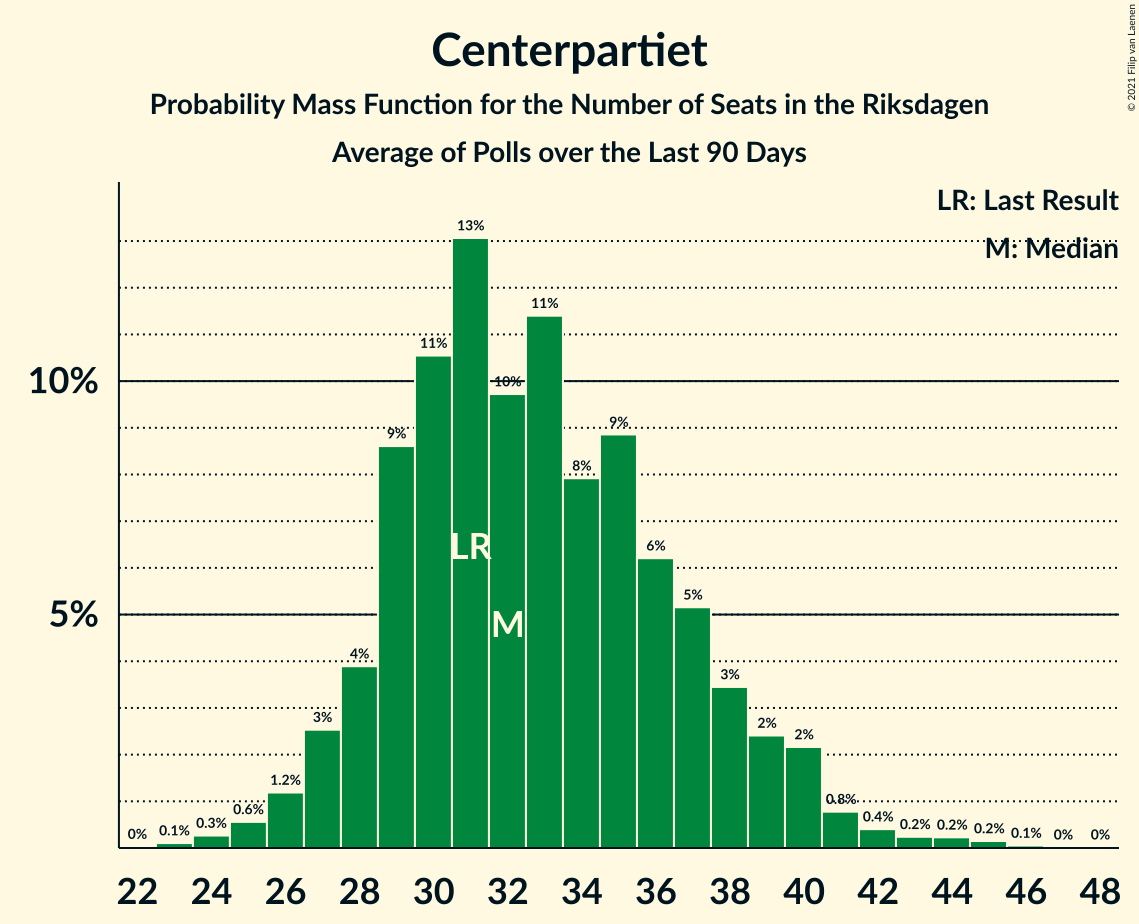 Centerpartiet
Probability Mass Function for the Number of Seats in the Riksdagen
Average of Polls over the Last 90 Days
© 2021 Filip van Laenen
LR: Last Result
M: Median
10%
5%
0% 0.1% 0.3% 0.6% 1.2% 3% 4% 9% 11% 13% 10% 11% 8% 9% 6% 5% 3% 2% 2% 0.8% 0.4% 0.2% 0.2% 0.2% 0.1% 0% 0%
LR
M
22 24 26 28 30 32 34 36 38 40 42 44 46 48